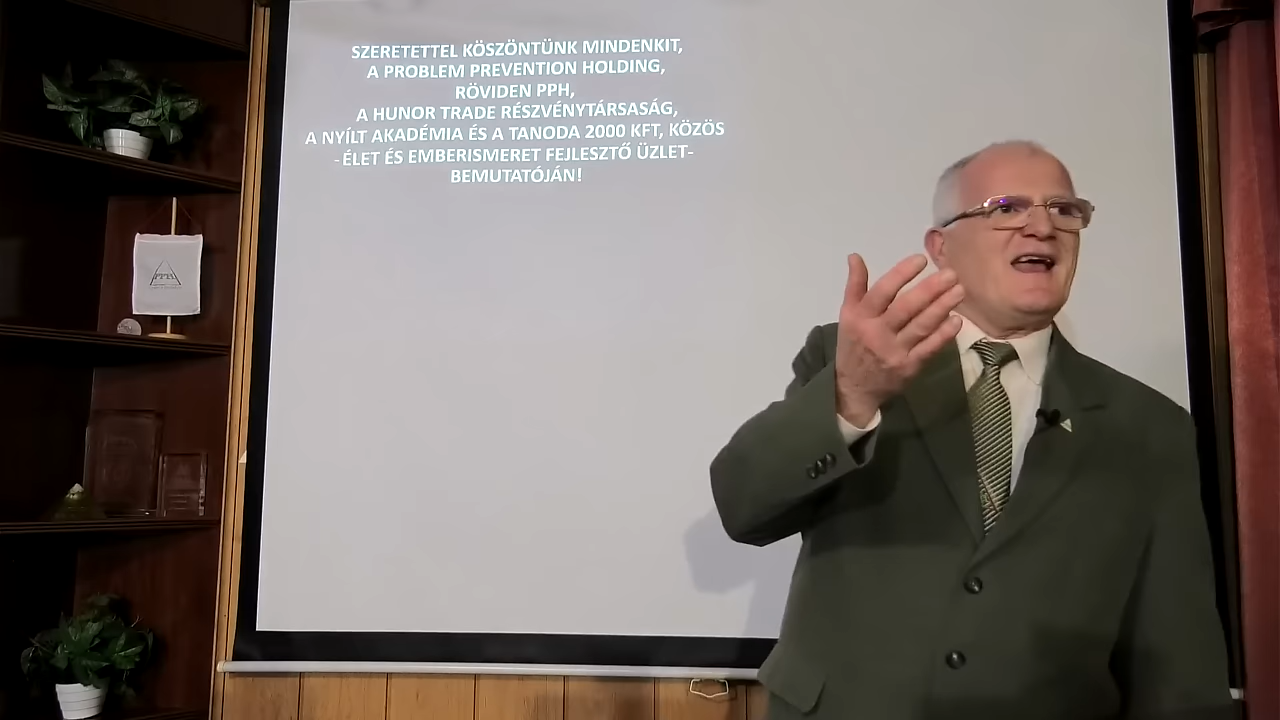 SZERETETTEL KÖSZÖNTÜNK MINDENKIT,
A PROBLEM PREVENTION HOLDING,
RÖVIDEN PPH,
A HUNOR TRADE RÉSZVÉNYTÁRSASÁG,
A NYÍLT AKADÉMIA ÉS A TANODA 2000 KFT, KÖZÖS
- ÉLET ÉS EMBERISMERET FEJLESZTŐ ÜZLET-
BEMUTATÓJÁN!